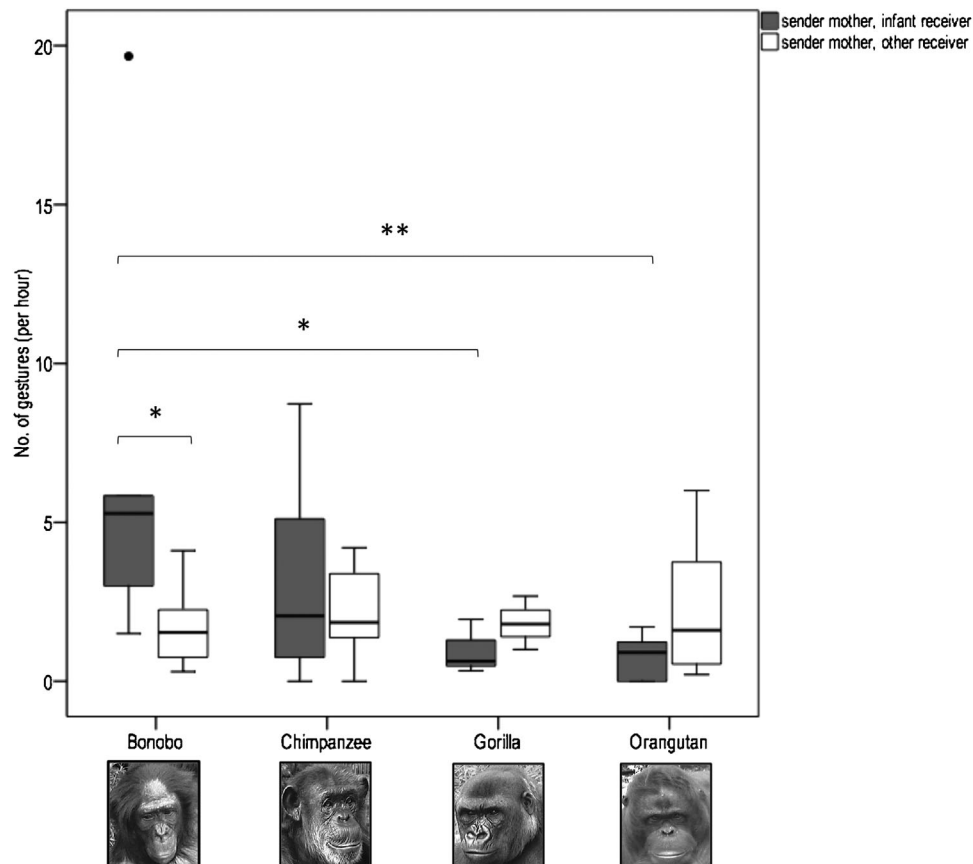 sender mother, infant receiver
sender mother, other receiver
20
15
10
5
0
No. of gestures (per hour)
**
*
*
Bonobo
Chimpanzee
Gorilla
Orangutan